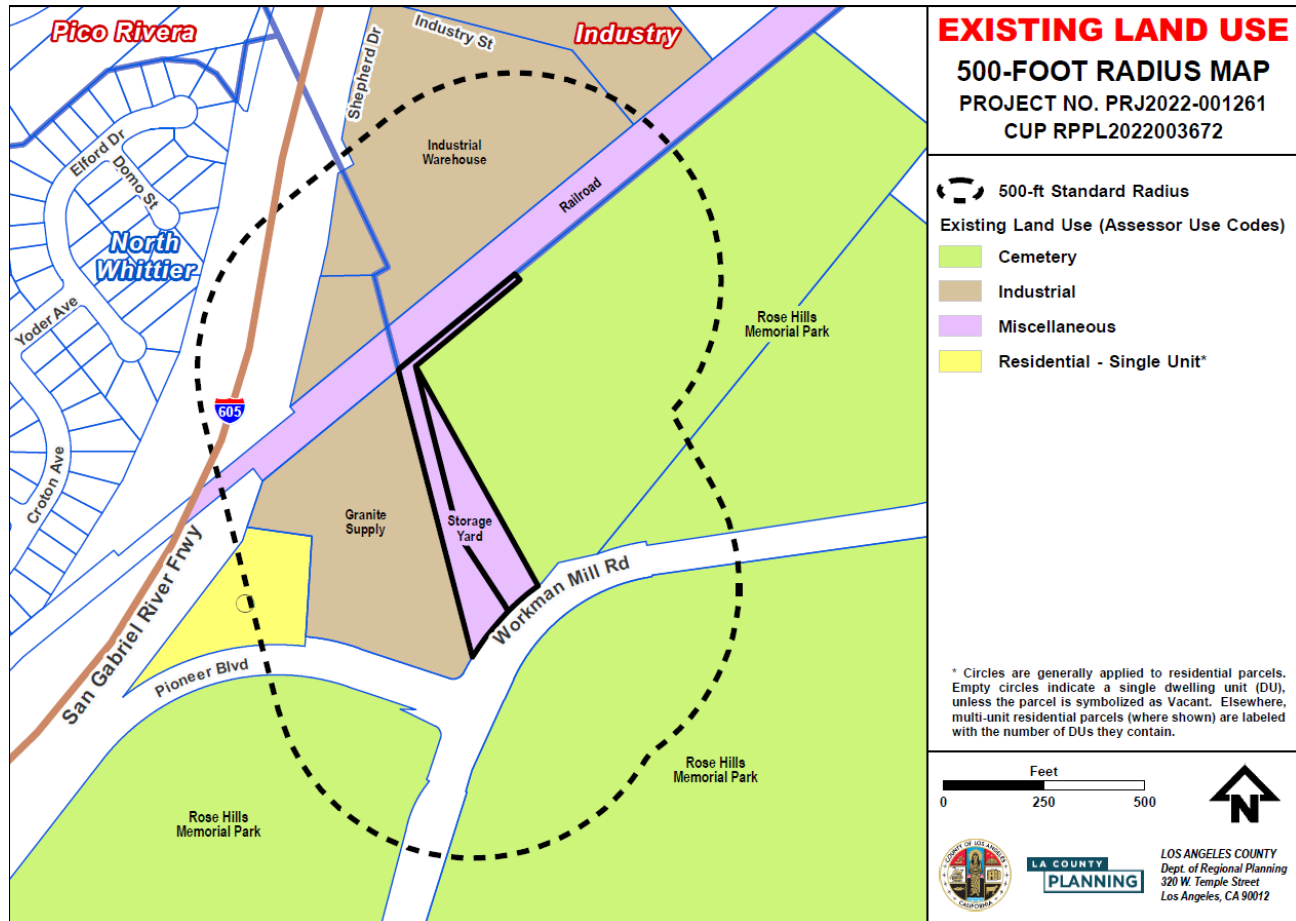 Pico Rivera
Industry St
Industry
Shepherd Dr
Elford Dr
Domo St
Industrial
Warehouse
Railroad
North
Whittier
Yoder Ave
Rose Hills
Memorial Park
605
Croton Ave
Granite
Supply
Storage
Yard
San Gabriel River Frwy
Workman Mill Rd
Pioneer Blvd
Rose Hills
Memorial Park
Rose Hills
Memorial Park
EXISTING LAND USE
500-FOOT RADIUS MAP
PROJECT NO. PRJ2022-001261
CUP RPPL2022003672
500-ft Standard Radius
Existing Land Use (Assessor Use Codes)
Cemetery
Industrial
Miscellaneous
Residential - Single Unit*
* Circles are generally applied to residential parcels.
Empty circles indicate a single dwelling unit (DU),
unless the parcel is symbolized as Vacant. Elsewhere,
multi-unit residential parcels (where shown) are labeled
with the number of DUs they contain.
Feet
0 250 500
N
COUNTY OF LOS ANGELES
CALIFORNIA
LA COUNTY
PLANNING
LOS ANGELES COUNTY
Dept. of Regional Planning
320 W. Temple Street
Los Angeles, CA 90012